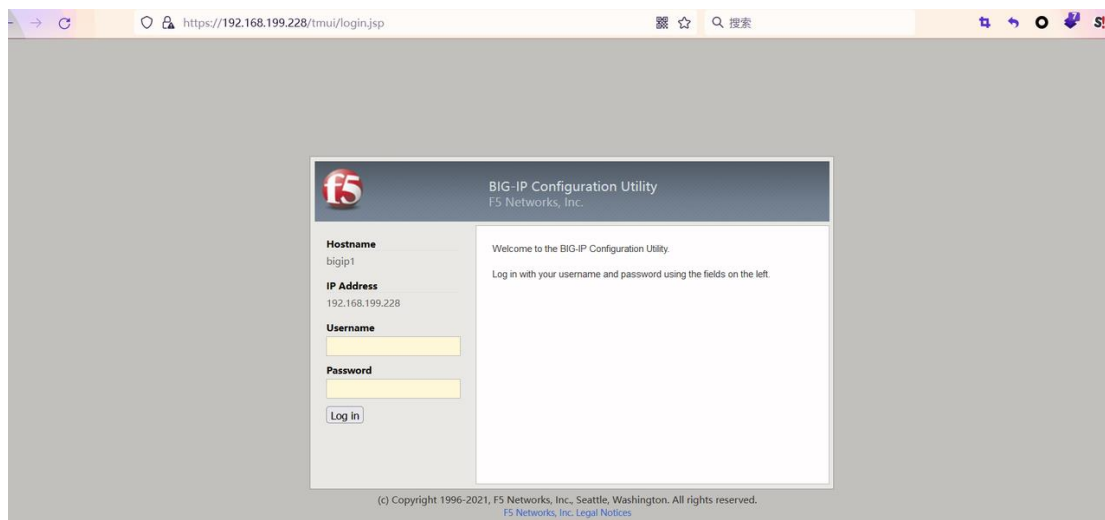 https://192.168.199.228/tmui/login.jsp
搜索
7
S!
f5
BIG-IP Configuration Utility
F5 Networks, Inc.
Hostname
bigip1
IP Address
192.168.199.228
Username
Password
Log in
Welcome to the BIG-IP Configuration Utility.
Log in with your username and password using the fields on the left.
(c) Copyright 1996-2021, F5 Networks, Inc., Seattle, Washington. All rights reserved.
F5 Networks, Inc. Legal Notices